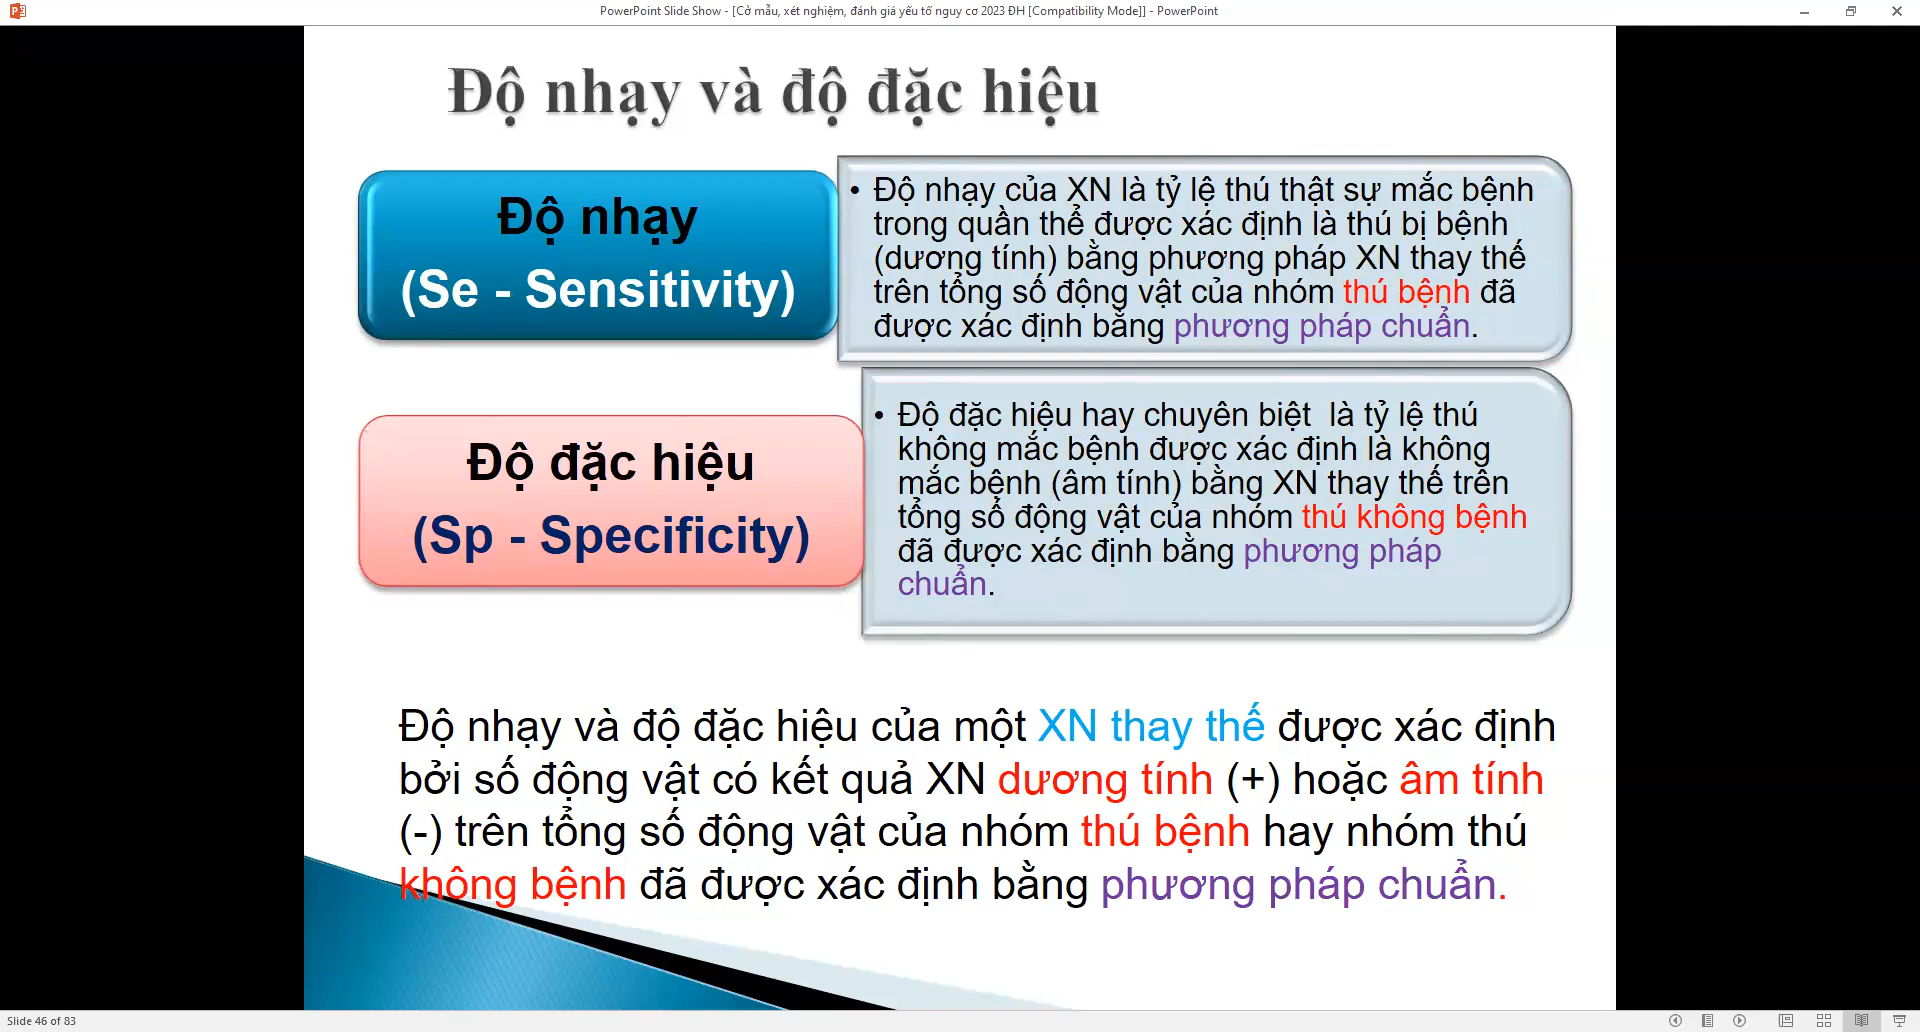 PowerPoint Slide Show - [Cở mẫu, xét nghiệm, đánh giá yếu tố nguy cơ 2023 ĐH [Compatibility Mode]] - PowerPoint
Độ nhạy và độ đặc hiệu
Độ nhạy
(Se - Sensitivity)
• Độ nhạy của XN là tỷ lệ thú thật sự mắc bệnh
trong quần thể được xác định là thú bị bệnh
(dương tính) bằng phương pháp XN thay thế
trên tổng số động vật của nhóm thú bệnh đã
được xác định bằng phương pháp chuẩn.
Độ đặc hiệu
(Sp - Specificity)
• Độ đặc hiệu hay chuyên biệt là tỷ lệ thú
không mắc bệnh được xác định là không
mắc bệnh (âm tính) bằng XN thay thế trên
tổng số động vật của nhóm thú không bệnh
đã được xác định bằng phương pháp
chuẩn.
Độ nhạy và độ đặc hiệu của một XN thay thế được xác định
bởi số động vật có kết quả XN dương tính (+) hoặc âm tính
(-) trên tổng số động vật của nhóm thú bệnh hay nhóm thú
không bệnh đã được xác định bằng phương pháp chuẩn.
Slide 46 of 83